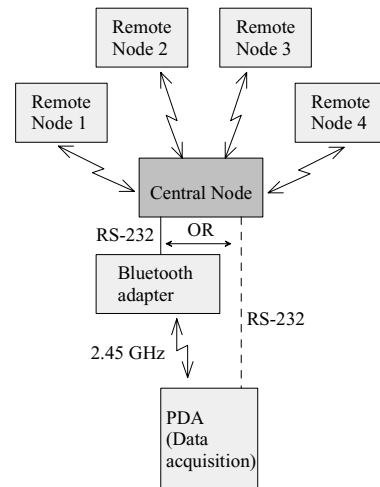 Remote
Node 2
Remote
Node 3
Remote
Node 1
Remote
Node 4
Central Node
RS-232
OR
Bluetooth
adapter
RS-232
2.45 GHz
PDA
(Data
acquisition)